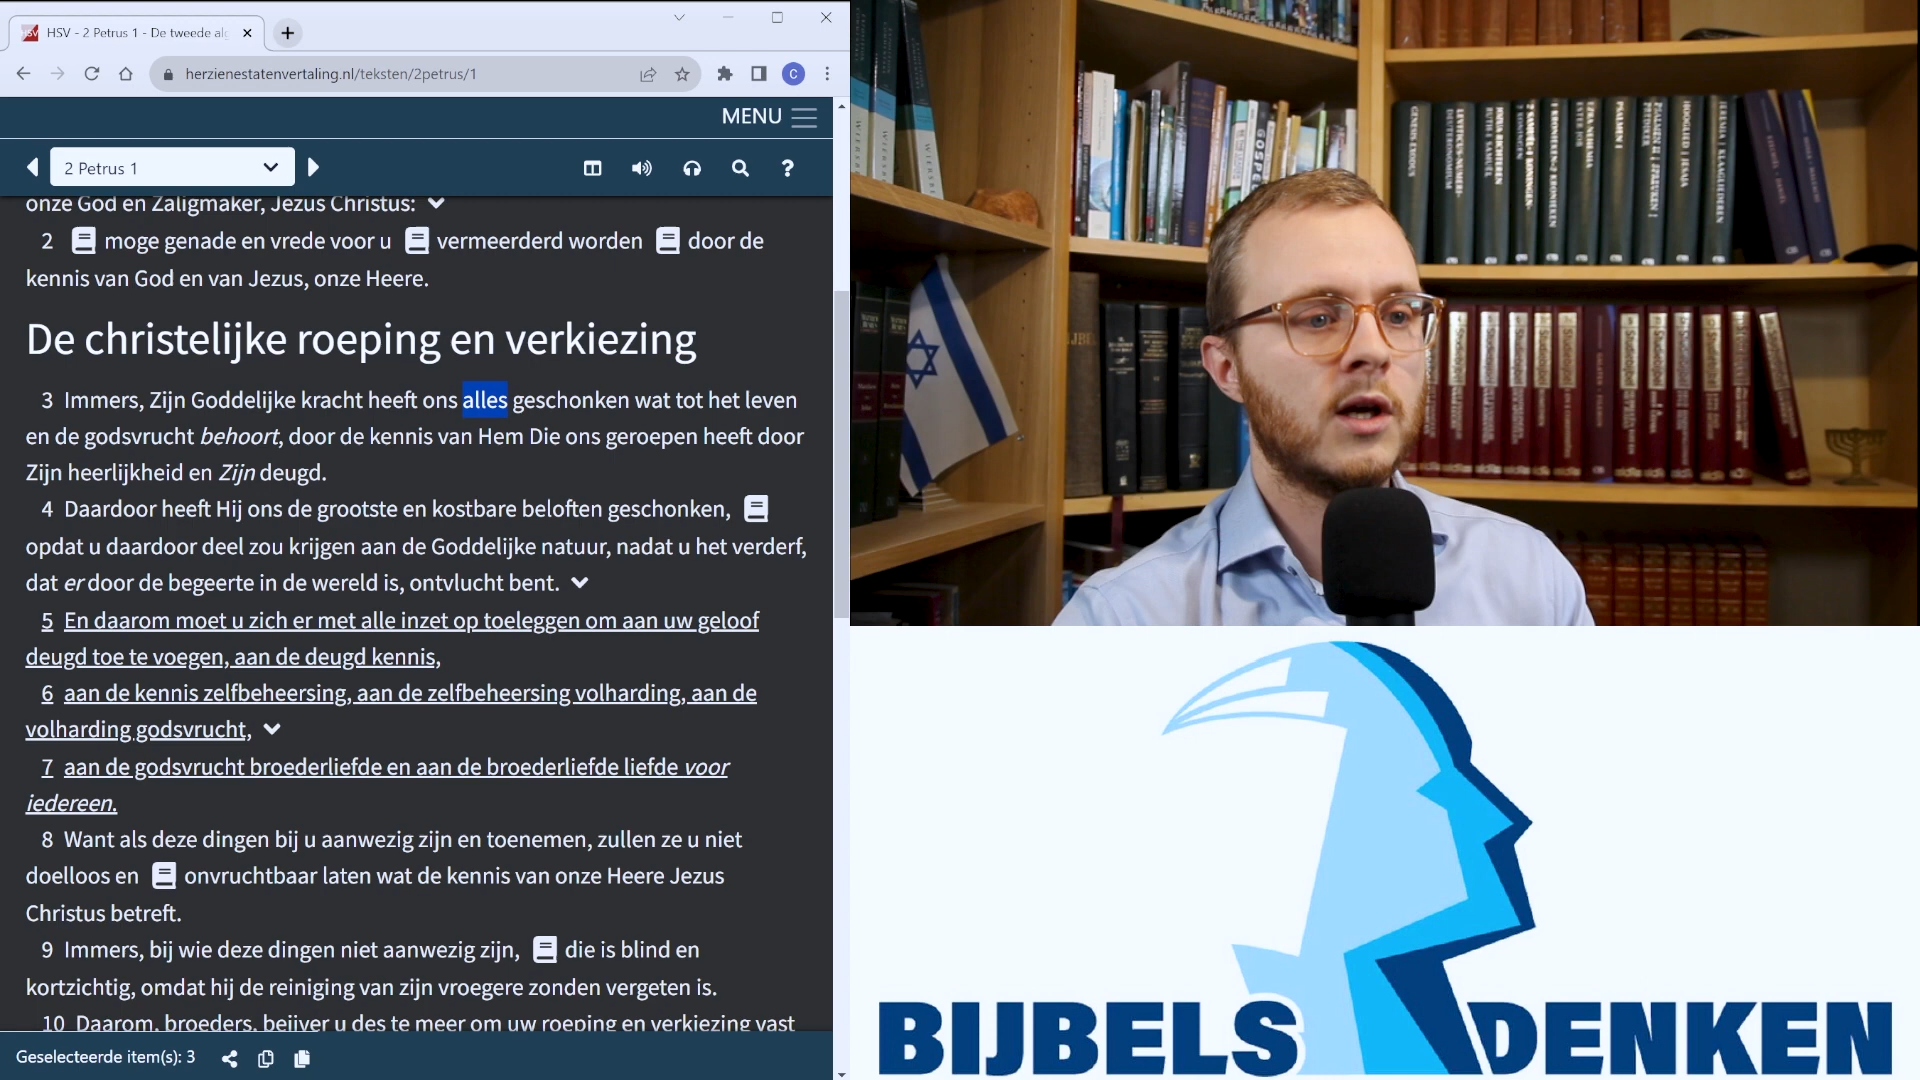 HSV - 2 Petrus 1 - De tweede alg
herzienestatenvertaling.nl/teksten/2petrus/1
C
MENU
2 Petrus 1
onze God en Zaligmaker, Jezus Christus:
2 moge genade en vrede voor u vermeerderd worden door de
kennis van God en van Jezus, onze Heere.
De christelijke roeping en verkiezing
3 Immers, Zijn Goddelijke kracht heeft ons alles geschonken wat tot het leven
en de godsvrucht behoort, door de kennis van Hem Die ons geroepen heeft door
Zijn heerlijkheid en Zijn deugd.
4 Daardoor heeft Hij ons de grootste en kostbare beloften geschonken,
opdat u daardoor deel zou krijgen aan de Goddelijke natuur, nadat u het verderf,
dat er door de begeerte in de wereld is, ontvlucht bent.
5 En daarom moet u zich er met alle inzet op toeleggen om aan uw geloof
deugd toe te voegen, aan de deugd kennis,
6 aan de kennis zelfbeheersing, aan de zelfbeheersing volharding, aan de
volharding godsvrucht,
7 aan de godsvrucht broederliefde en aan de broederliefde liefde voor
iedereen.
8 Want als deze dingen bij u aanwezig zijn en toenemen, zullen ze u niet
doelloos en onvruchtbaar laten wat de kennis van onze Heere Jezus
Christus betreft.
9 Immers, bij wie deze dingen niet aanwezig zijn, die is blind en
kortzichtig, omdat hij de reiniging van zijn vroegere zonden vergeten is.
10 Daarom, broeders, beijver u des te meer om uw roeping en verkiezing vast
Geselecteerde item(s): 3
GOSPEL
BIJBELS DENKEN